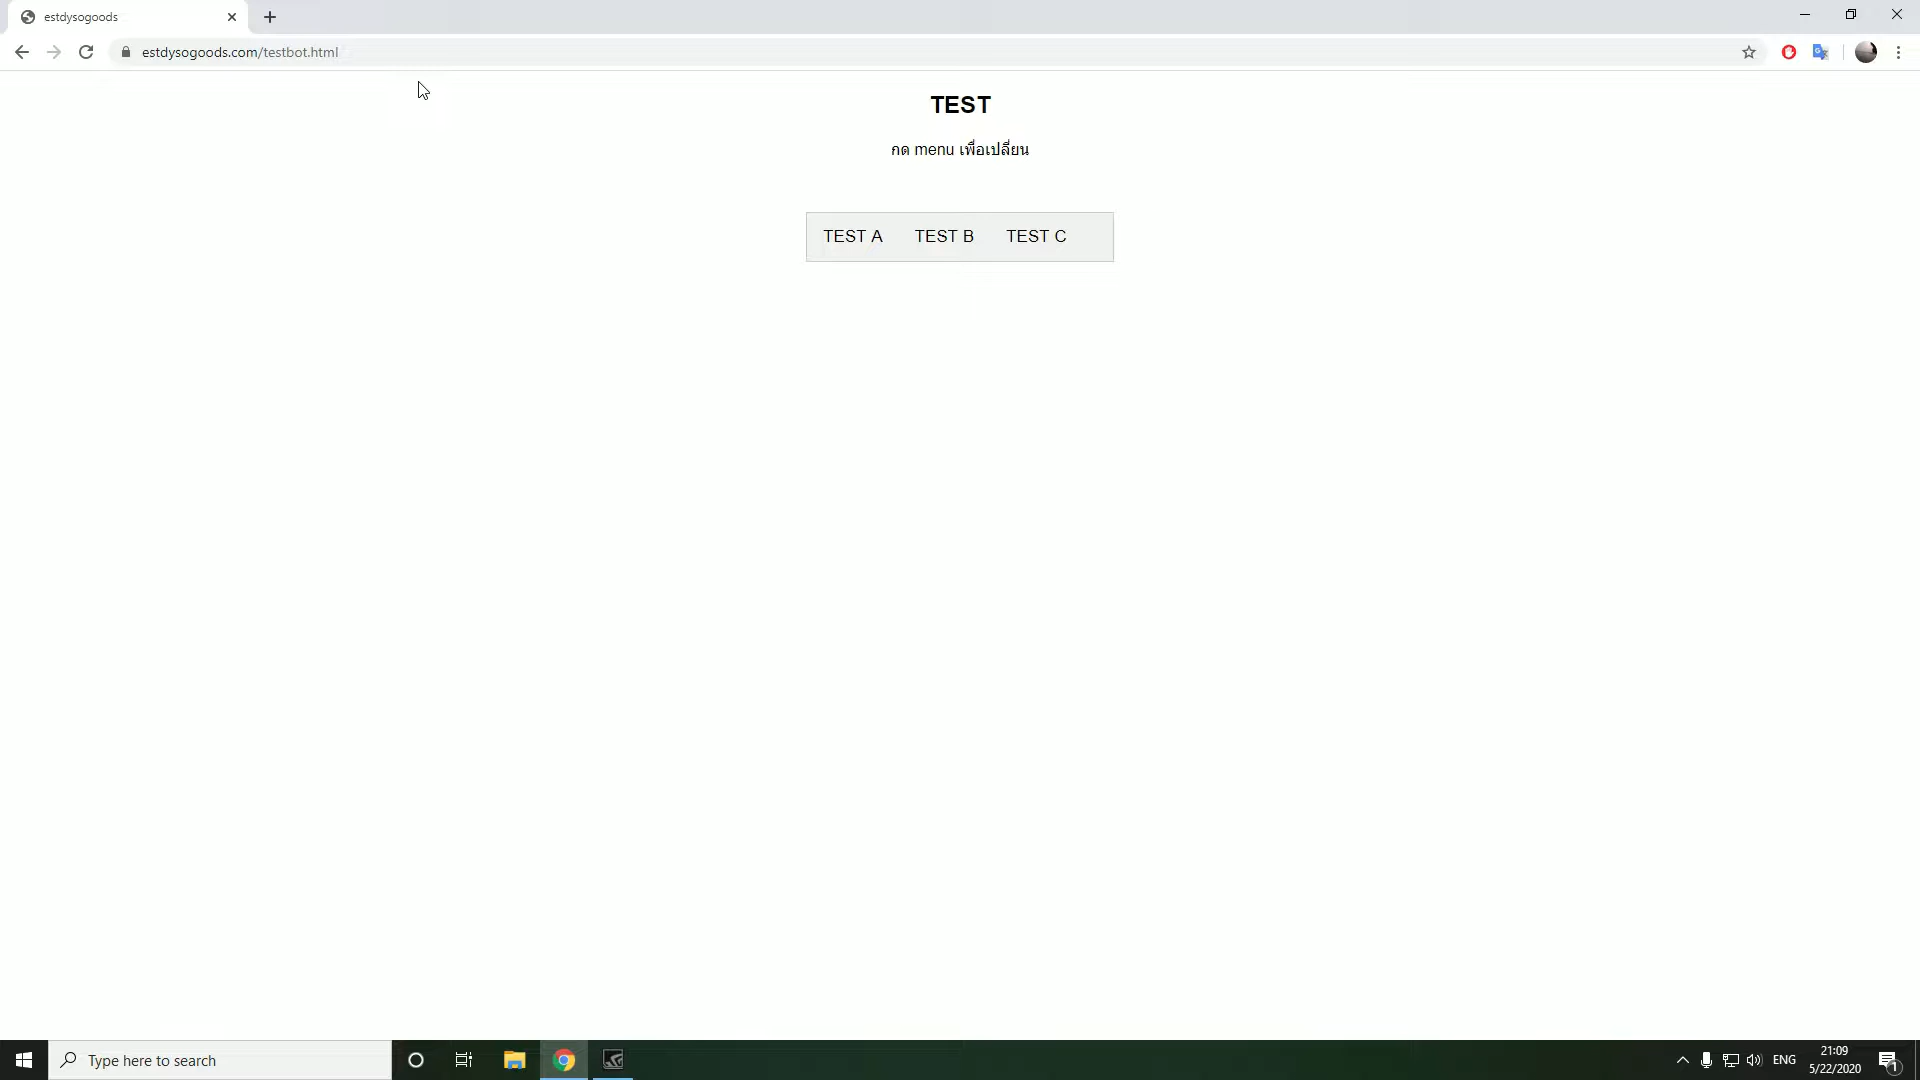 estdysogoods
estdysogoods.com/testbot.html
TEST
กด menu เพื่อเปลี่ยน
TEST A TEST B TEST C
Type here to search
ENG
21:09
5/22/2020
1